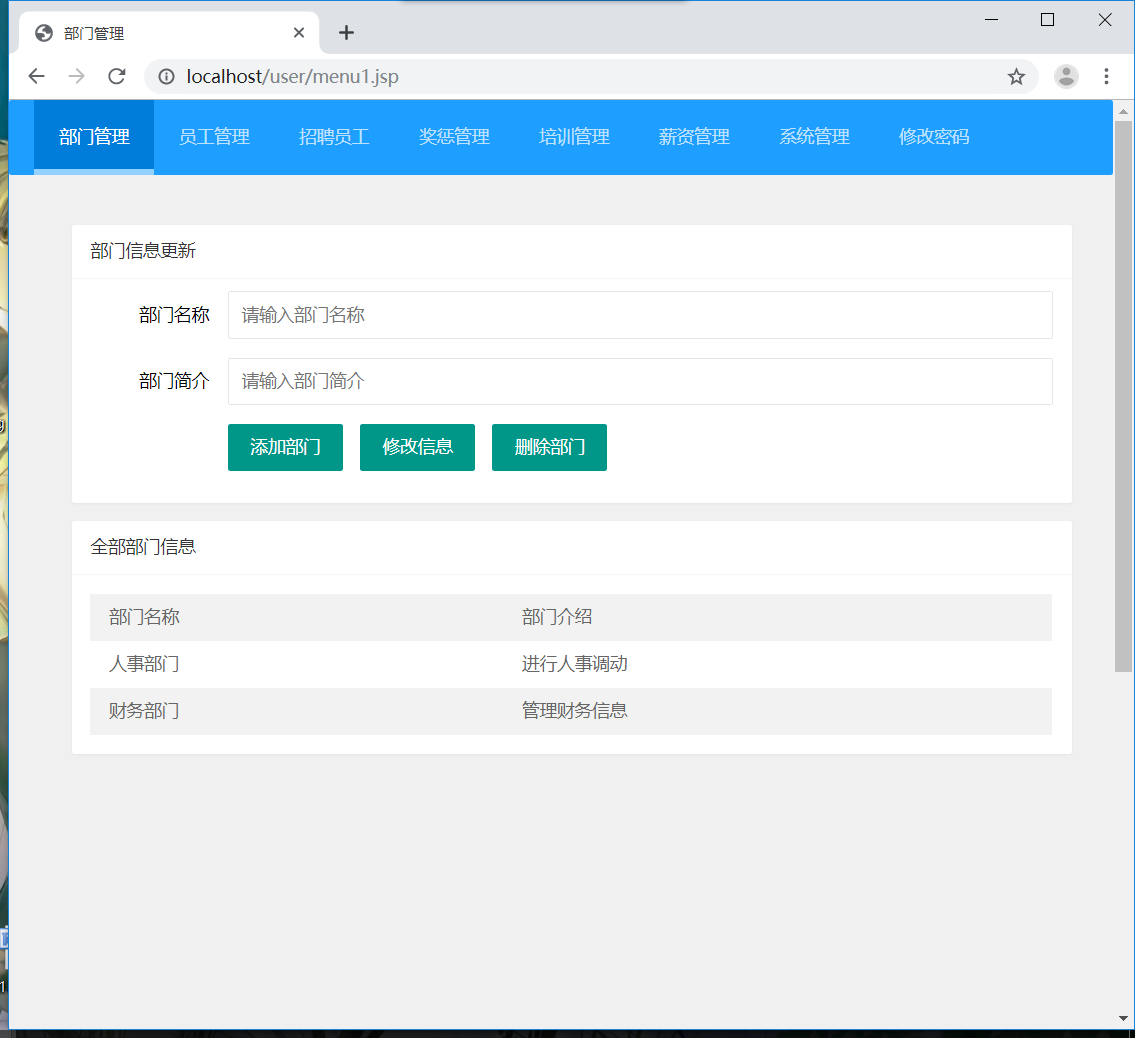 部门管理
localhost/user/menu1.jsp
部门管理 员工管理 招聘员工 奖惩管理 培训管理 薪资管理 系统管理 修改密码
部门信息更新
部门名称 请输入部门名称
部门简介 请输入部门简介
添加部门 修改信息 删除部门
全部部门信息
部门名称 部门介绍
人事部门 进行人事调动
财务部门 管理财务信息
g
1